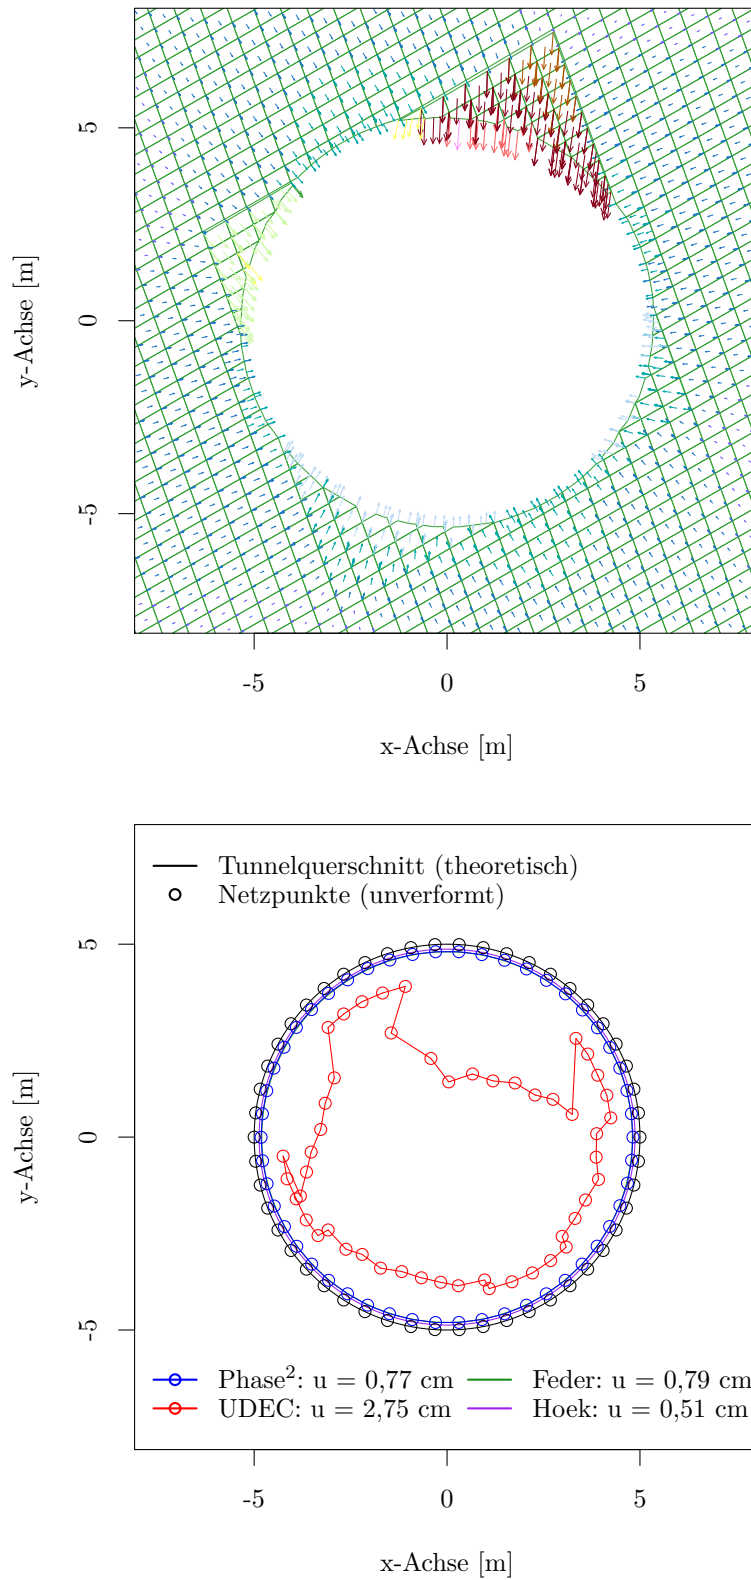 5
0
-5
y-Achse [m]
-5 0 5
x-Achse [m]
Tunnelquerschnitt (theoretisch)
Netzpunkte (unverformt)
5
0
-5
y-Achse [m]
Phase²: u = 0,77 cm Feder: u = 0,79 cm
UDEC: u = 2,75 cm Hoek: u = 0,51 cm
-5 0 5
x-Achse [m]